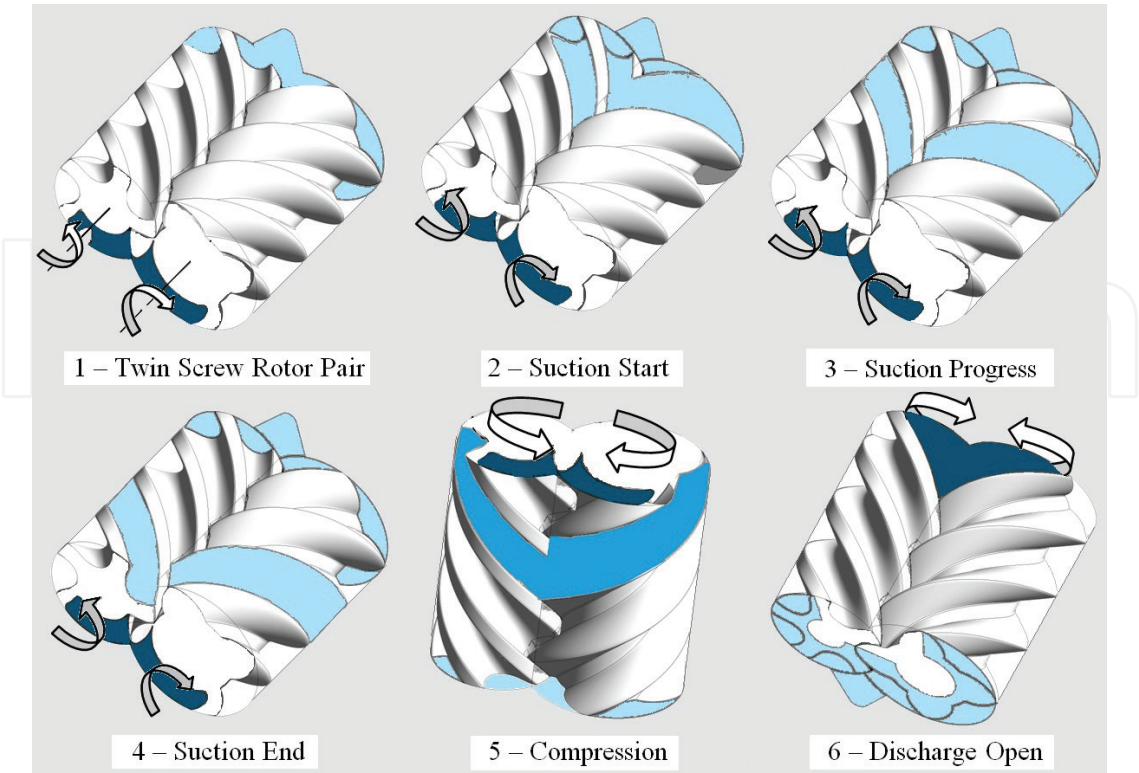 1 – Twin Screw Rotor Pair
2 – Suction Start
3 – Suction Progress
4 – Suction End
5 – Compression
6 – Discharge Open